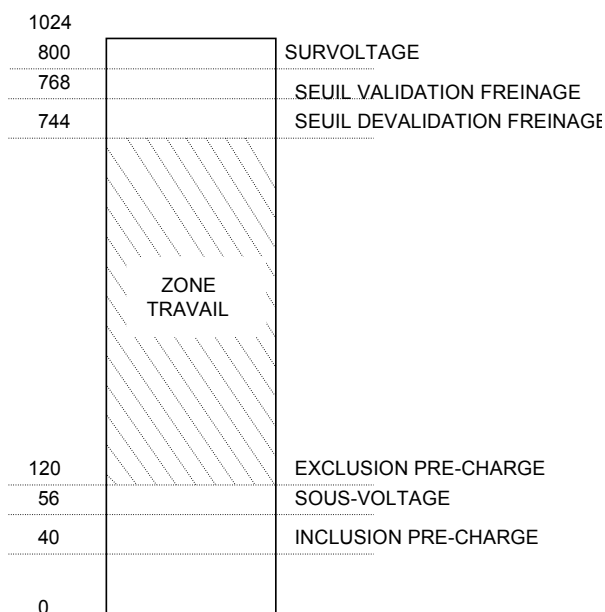 1024
800 SURVOLTAGE
768 SEUIL VALIDATION FREINAGE
744 SEUIL DEVALIDATION FREINAGE
ZONE
TRAVAIL
120 EXCLUSION PRE-CHARGE
56 SOUS-VOLTAGE
40 INCLUSION PRE-CHARGE
0